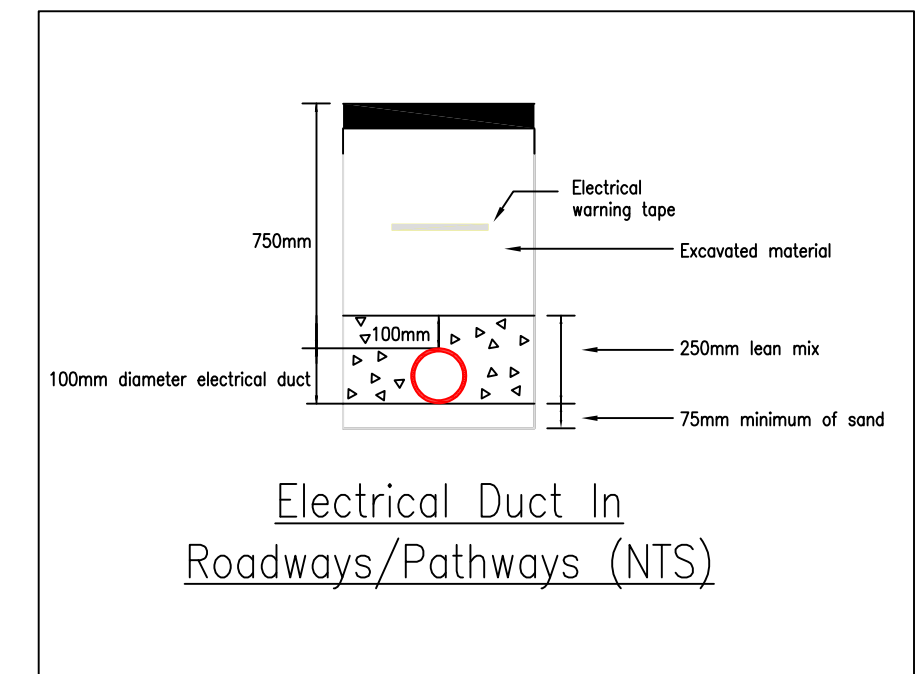 Electrical
warning tape
750mm
Excavated material
100mm
250mm lean mix
100mm diameter electrical duct
75mm minimum of sand
Electrical Duct In
Roadways/Pathways (NTS)